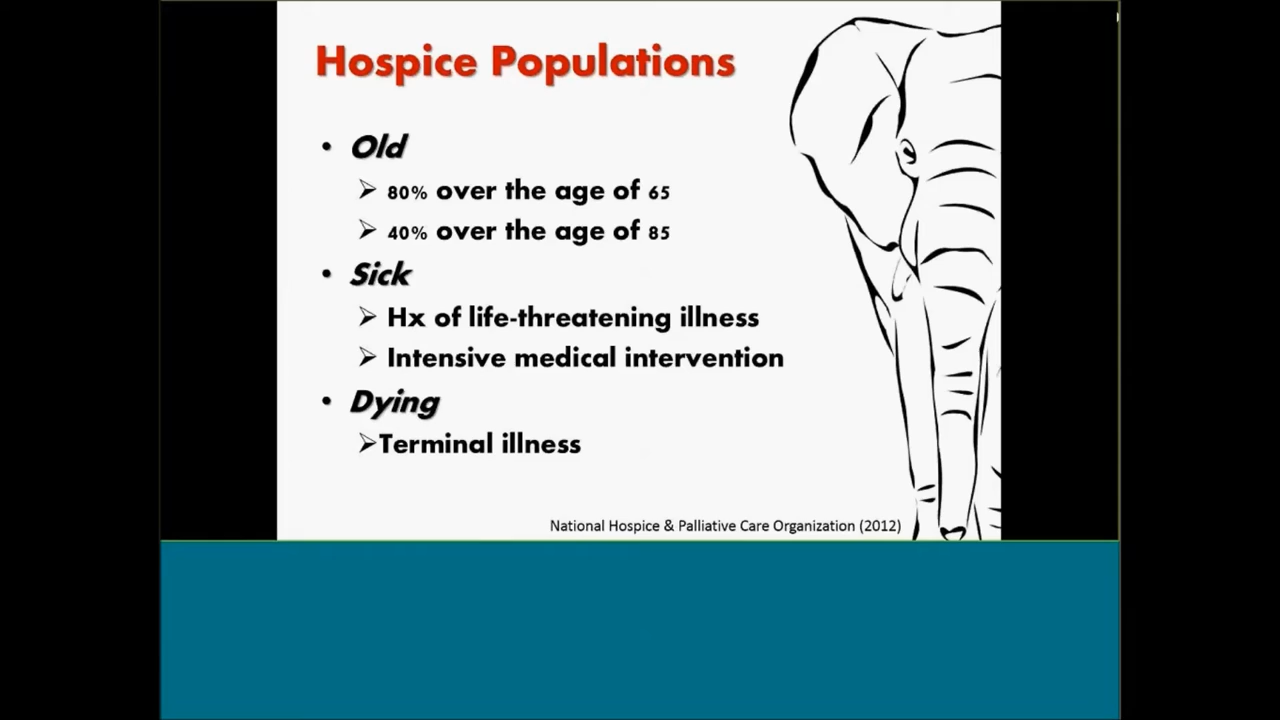 Hospice Populations
• Old
➢ 80% over the age of 65
➢ 40% over the age of 85
• Sick
➢ Hx of life-threatening illness
➢ Intensive medical intervention
• Dying
➢Terminal illness
National Hospice & Palliative Care Organization (2012)